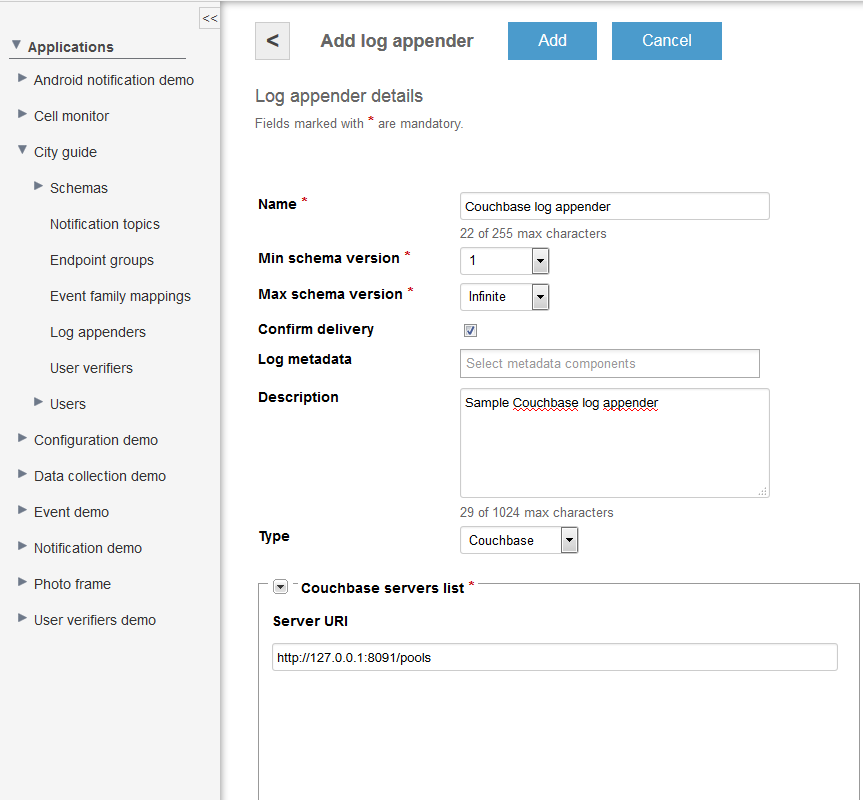 <<
Applications
Android notification demo
Cell monitor
City guide
Schemas
Notification topics
Endpoint groups
Event family mappings
Log appenders
User verifiers
Users
Configuration demo
Data collection demo
Event demo
Notification demo
Photo frame
User verifiers demo
< Add log appender Add Cancel
Log appender details
Fields marked with * are mandatory.
Name * Couchbase log appender
22 of 255 max characters
Min schema version * 1
Max schema version * Infinite
Confirm delivery
Log metadata Select metadata components
Description Sample Couchbase log appender
29 of 1024 max characters
Type Couchbase
Couchbase servers list *
Server URI
http://127.0.0.1:8091/pools